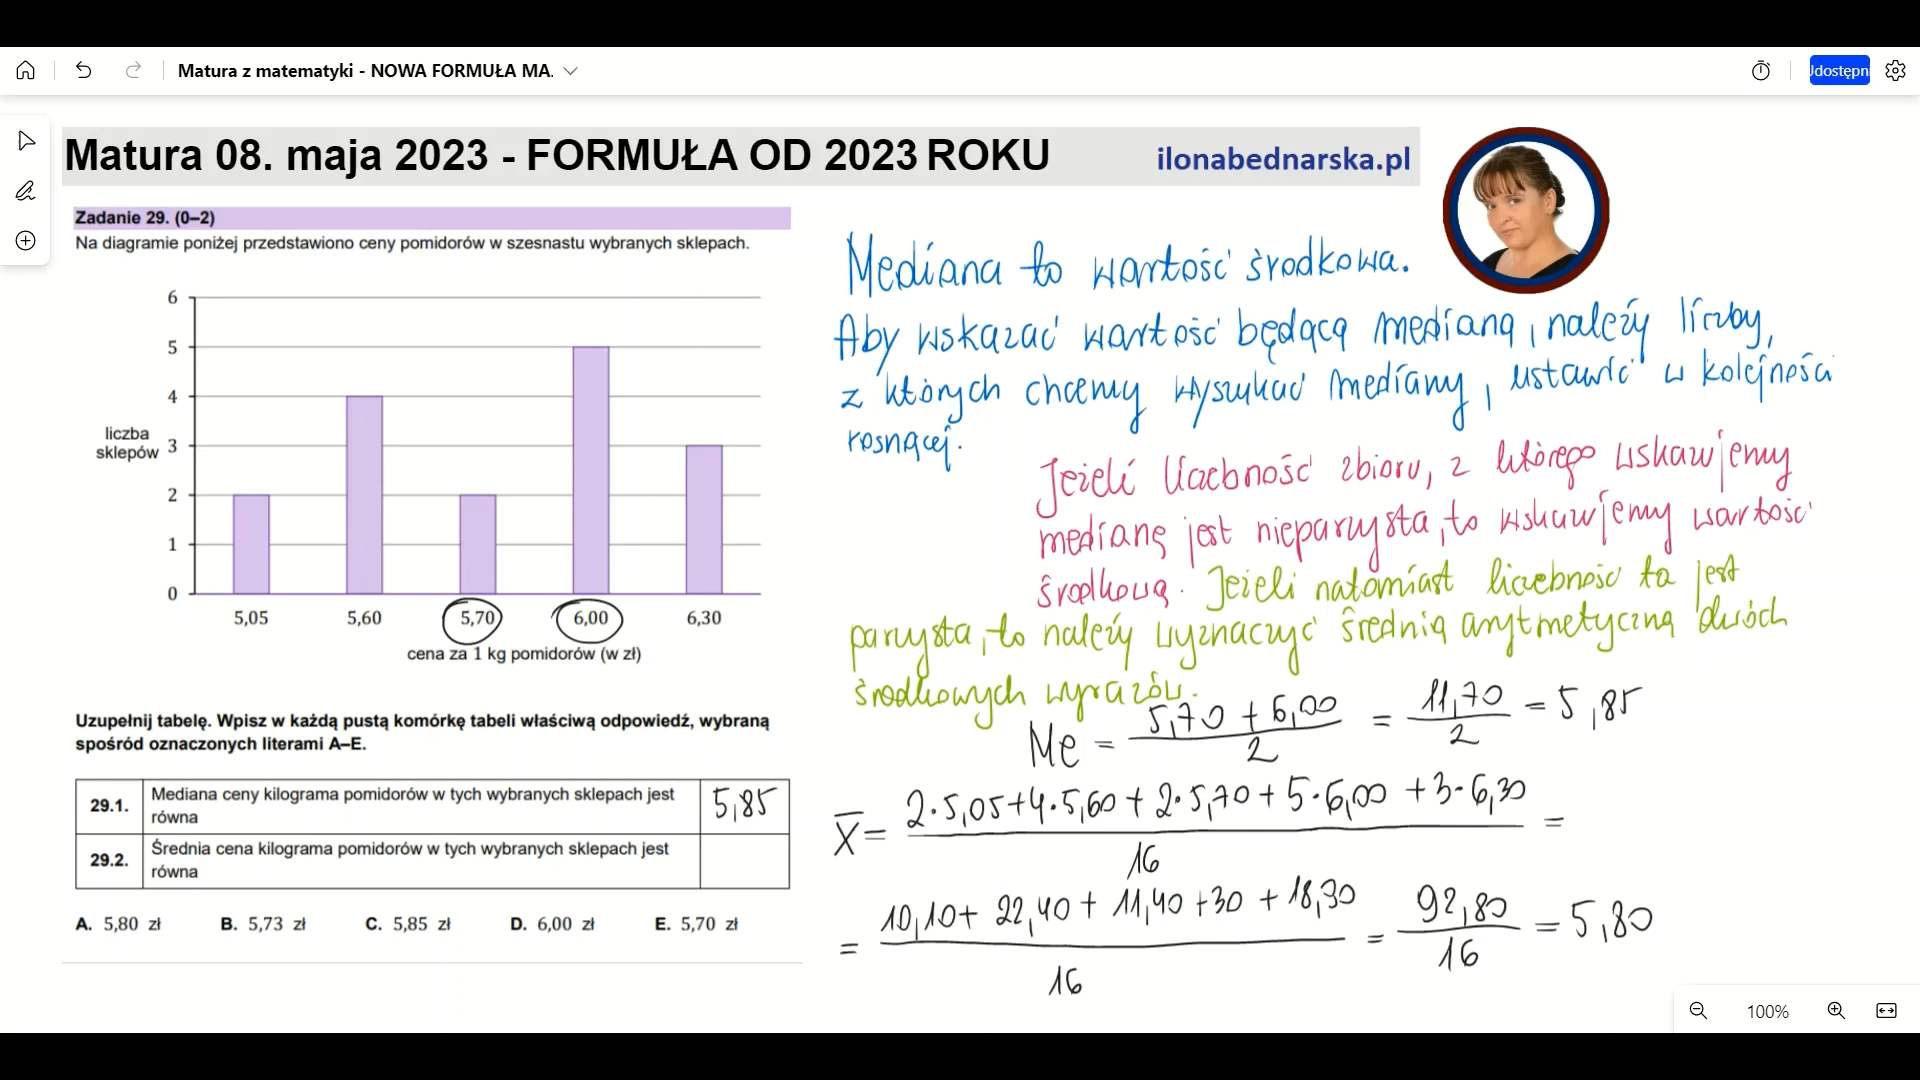 Matura z matematyki - NOWA FORMUŁA MA.
Udostępni
Matura 08. maja 2023 - FORMUŁA OD 2023 ROKU
ilonabednarska.pl
Zadanie 29. (0–2)
Na diagramie poniżej przedstawiono ceny pomidorów w szesnastu wybranych sklepach.
6
5
4
3
2
1
0
liczba
sklepów
5,05 5,60 5,70 6,00 6,30
cena za 1 kg pomidorów (w zł)
Uzupełnij tabelę. Wpisz w każdą pustą komórkę tabeli właściwą odpowiedź, wybraną
spośród oznaczonych literami A–E.
29.1. Mediana ceny kilograma pomidorów w tych wybranych sklepach jest
równa
5,85
29.2. Średnia cena kilograma pomidorów w tych wybranych sklepach jest
równa
A. 5,80 zł B. 5,73 zł C. 5,85 zł D. 6,00 zł E. 5,70 zł
Mediana to wartość środkowa.
Aby wskazać wartość będącą medianą, należy liczby,
z których chcemy wyszukać mediany, ustawić w kolejności
rosnącej.
Jeżeli liczebność zbioru, z którego wskazujemy
medianę jest nieparzysta, to wskazujemy wartość
środkową. Jeżeli natomiast liczebność ta jest
parzysta, to należy wyznaczyć średnią arytmetyczną dwóch
środkowych wyrazów.
Me = (5,70 + 6,00)/2 = 11,70/2 = 5,85
x̄ = (2·5,05+4·5,60+2·5,70+5·6,00+3·6,30)/16 =
= (10,10+22,40+11,40+30+18,90)/16 = 92,80/16 = 5,80
100%